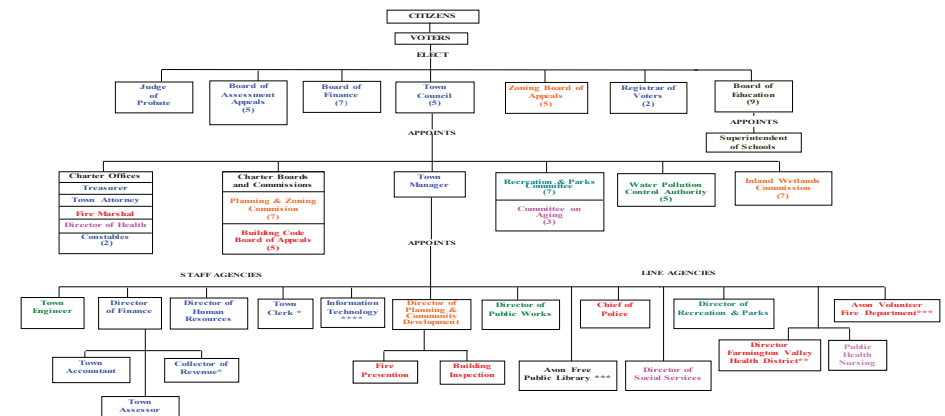 CITIZENS
VOTERS
ELECT
Judge
of
Probate
Board of
Assessment
Appeals
(5)
Board of
Finance
(7)
Town
Council
(5)
Zoning Board of
Appeals
(5)
Registrar of
Voters
(2)
Board of
Education
(9)
APPOINTS
APPOINTS
Superintendent
of Schools
Charter Offices
Treasurer
Town Attorney
Fire Marshal
Director of Health
Constables
(2)
Charter Boards
and Commissions
Planning & Zoning
Commision
(7)
Building Code
Board of Appeals
(5)
Town
Manager
Recreation & Parks
Committee
(7)
Committee on
Aging
(3)
Water Pollution
Control Authority
(5)
Inland Wetlands
Commission
(7)
APPOINTS
STAFF AGENCIES
LINE AGENCIES
Town
Engineer
Director
of Finance
Director of
Human
Resources
Town
Clerk *
Information
Technology
****
Director of
Planning &
Community
Development
Director of
Public Works
Chief of
Police
Director of
Recreation & Parks
Avon Volunteer
Fire Department***
Town
Accountant
Collector of
Revenue*
Fire
Prevention
Building
Inspection
Avon Free
Public Library ***
Director of
Social Services
Director
Farmington Valley
Health District**
Public
Health
Nursing
Town
Assessor